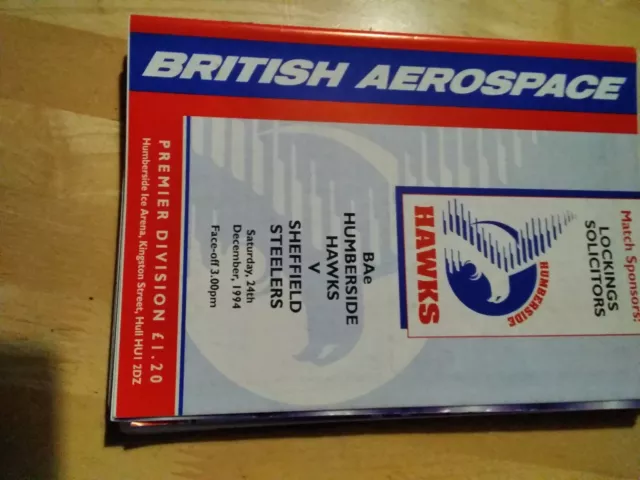 BRITISH AEROSPACE
Match Sponsors:
LOCKINGS
SOLICITORS
HUMBERSIDE
HAWKS
BAe
HUMBERSIDE
HAWKS
V
SHEFFIELD
STEELERS
Saturday, 24th
December, 1994
Face-off 3.00pm
PREMIER DIVISION £1.20
Humberside Ice Arena, Kingston Street, Hull HU1 2DZ